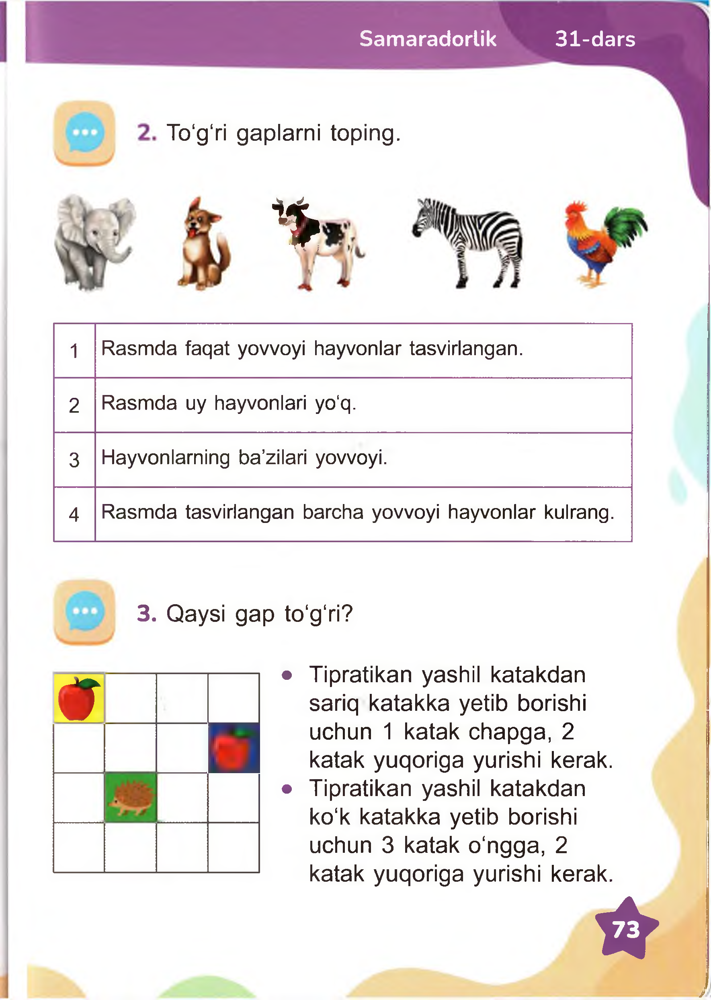 Samaradorlik 31-dars
2. To‘g‘ri gaplarni toping.
1 Rasmda faqat yovvoyi hayvonlar tasvirlangan.
2 Rasmda uy hayvonlari yo‘q.
3 Hayvonlarning ba’zilari yovvoyi.
4 Rasmda tasvirlangan barcha yovvoyi hayvonlar kulrang.
3. Qaysi gap to‘g‘ri?
• Tipratikan yashil katakdan
sariq katakka yetib borishi
uchun 1 katak chapga, 2
katak yuqoriga yurishi kerak.
• Tipratikan yashil katakdan
ko‘k katakka yetib borishi
uchun 3 katak o‘ngga, 2
katak yuqoriga yurishi kerak.
73